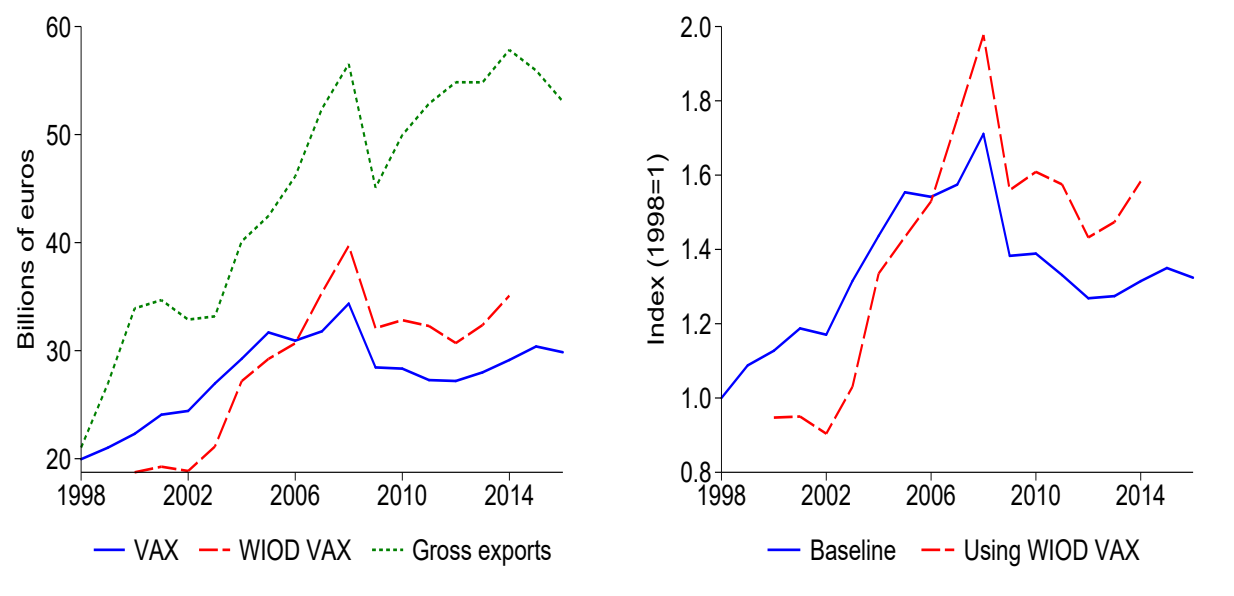 60
50
40
30
20
Billions of euros
1998 2002 2006 2010 2014
VAX WIOD VAX Gross exports
2.0
1.8
1.6
1.4
1.2
1.0
0.8
Index (1998=1)
1998 2002 2006 2010 2014
Baseline Using WIOD VAX